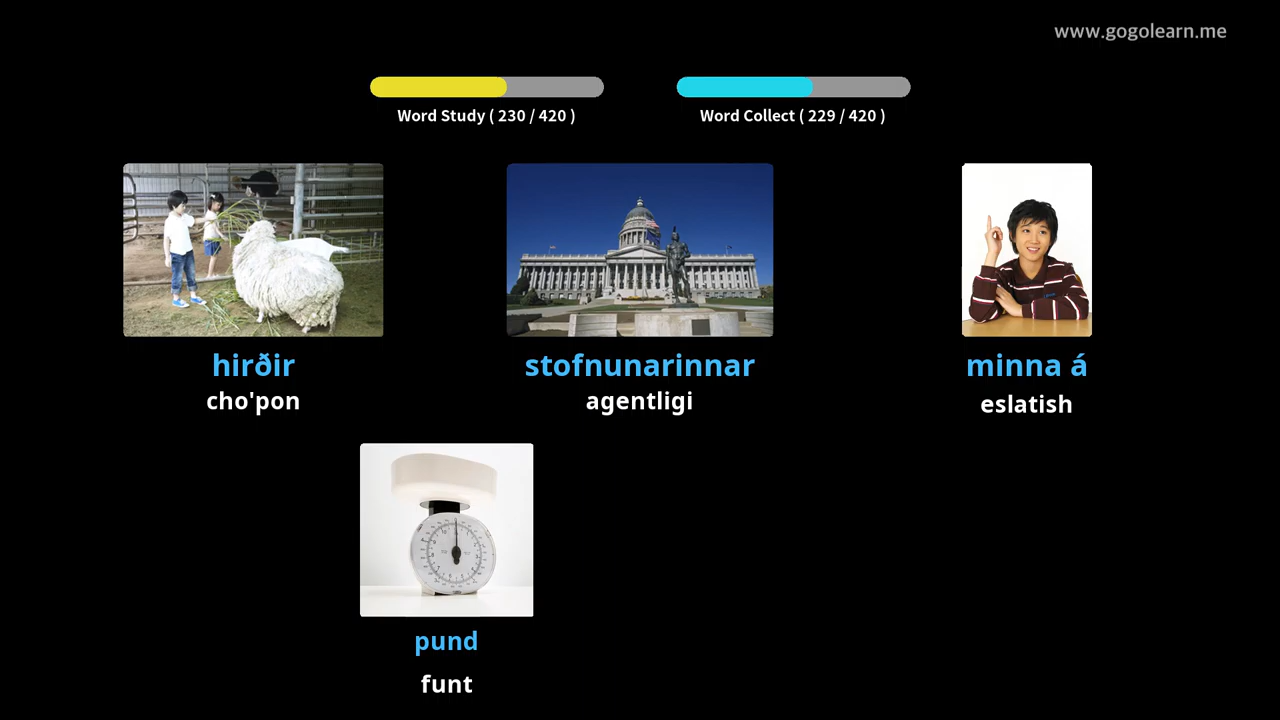 www.gogolearn.me
Word Study ( 230 / 420 )
Word Collect ( 229 / 420 )
hirðir
cho'pon
stofnunarinnar
agentligi
minna á
eslatish
pund
funt